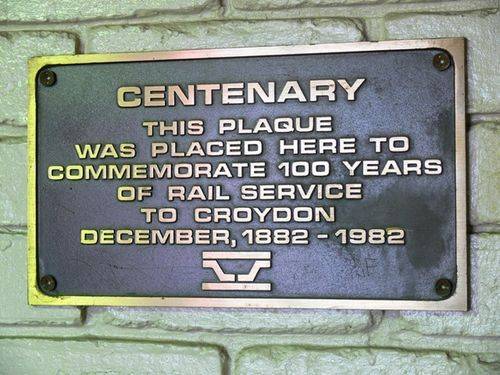 CENTENARY
THIS PLAQUE
WAS PLACED HERE TO
COMMEMORATE 100 YEARS
OF RAIL SERVICE
TO CROYDON
DECEMBER, 1882 - 1982